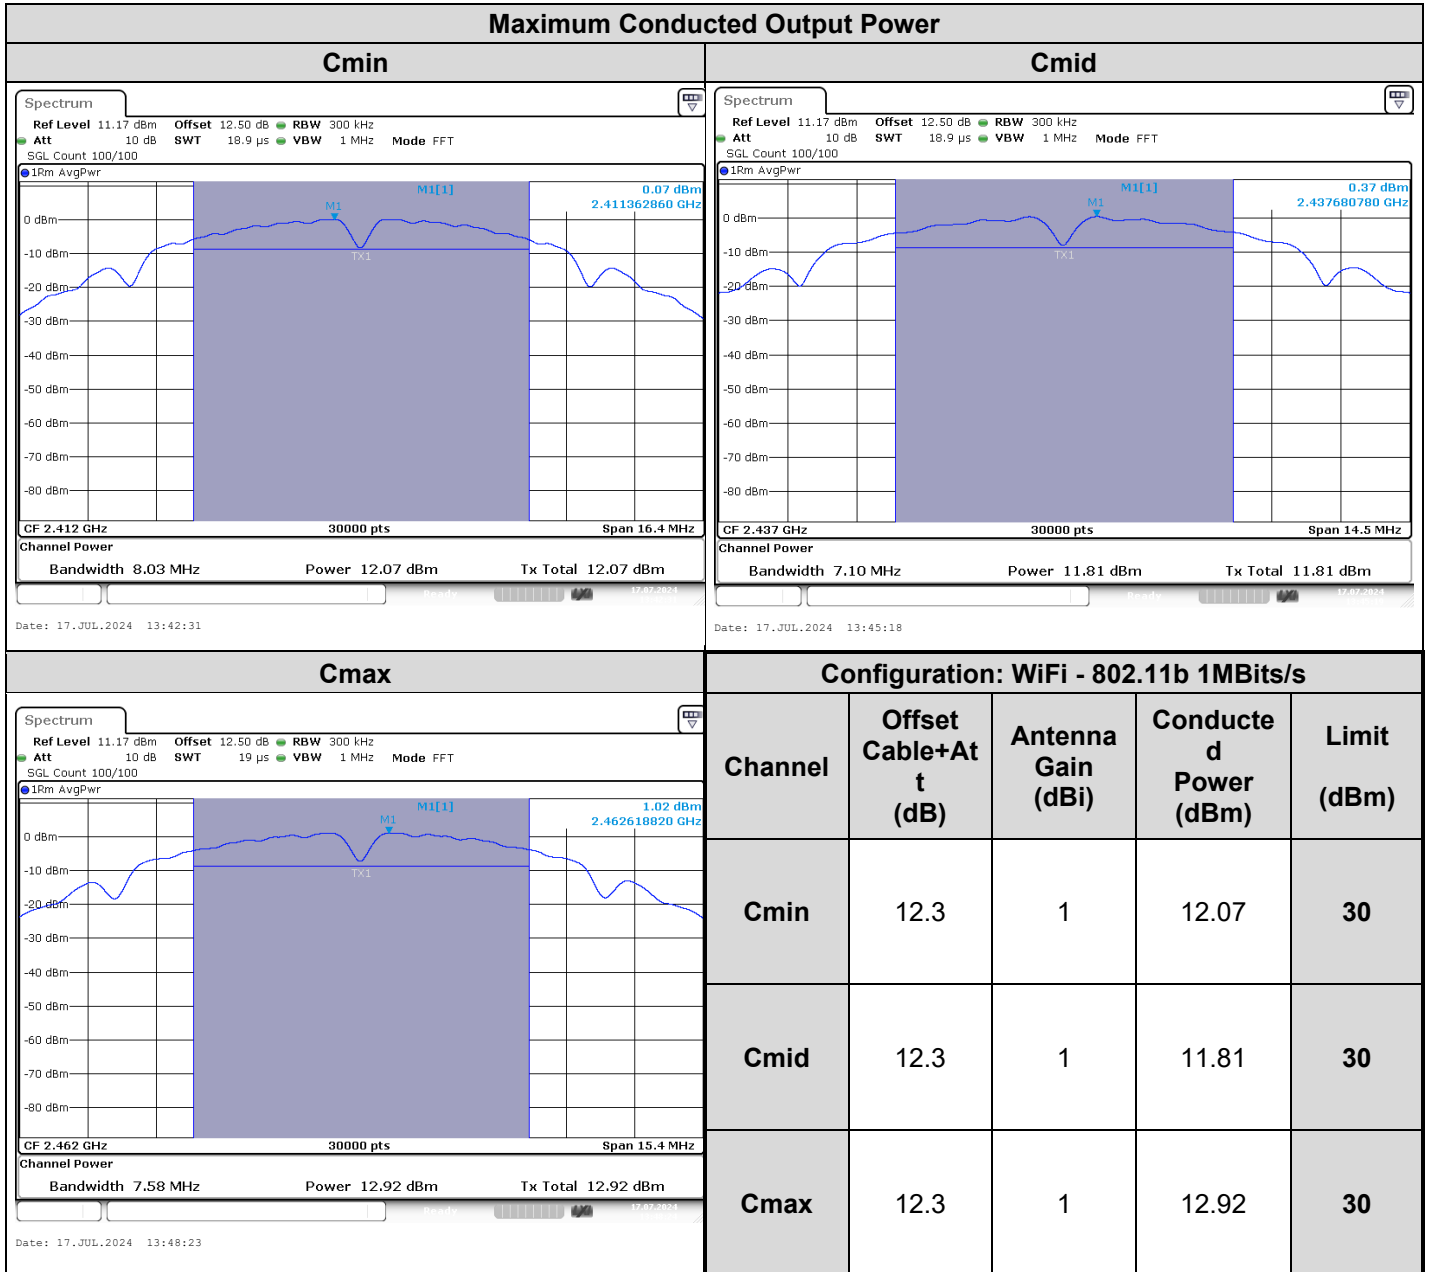 Maximum Conducted Output Power
Cmin
Cmid
Spectrum
Ref Level 11.17 dBm Offset 12.50 dB RBW 300 kHz
Att 10 dB SWT 18.9 µs VBW 1 MHz Mode FFT
SGL Count 100/100
1Rm AvgPwr
M1[1] 0.07 dBm
2.411362860 GHz
M1
0 dBm
-10 dBm
TX1
-20 dBm
-30 dBm
-40 dBm
-50 dBm
-60 dBm
-70 dBm
-80 dBm
CF 2.412 GHz 30000 pts Span 16.4 MHz
Channel Power
Bandwidth 8.03 MHz Power 12.07 dBm Tx Total 12.07 dBm
Ready 17.07.2024
Date: 17.JUL.2024 13:42:31
Spectrum
Ref Level 11.17 dBm Offset 12.50 dB RBW 300 kHz
Att 10 dB SWT 18.9 µs VBW 1 MHz Mode FFT
SGL Count 100/100
1Rm AvgPwr
M1[1] 0.37 dBm
2.437680780 GHz
M1
0 dBm
-10 dBm
TX1
-20 dBm
-30 dBm
-40 dBm
-50 dBm
-60 dBm
-70 dBm
-80 dBm
CF 2.437 GHz 30000 pts Span 14.5 MHz
Channel Power
Bandwidth 7.10 MHz Power 11.81 dBm Tx Total 11.81 dBm
Ready 17.07.2024
Date: 17.JUL.2024 13:45:18
Cmax
Spectrum
Ref Level 11.17 dBm Offset 12.50 dB RBW 300 kHz
Att 10 dB SWT 19 µs VBW 1 MHz Mode FFT
SGL Count 100/100
1Rm AvgPwr
M1[1] 1.02 dBm
2.462618820 GHz
M1
0 dBm
-10 dBm
TX1
-20 dBm
-30 dBm
-40 dBm
-50 dBm
-60 dBm
-70 dBm
-80 dBm
CF 2.462 GHz 30000 pts Span 15.4 MHz
Channel Power
Bandwidth 7.58 MHz Power 12.92 dBm Tx Total 12.92 dBm
Ready 17.07.2024
Date: 17.JUL.2024 13:48:23
Configuration: WiFi - 802.11b 1MBits/s
Channel
Offset
Cable+At
t
(dB)
Antenna
Gain
(dBi)
Conducte
d
Power
(dBm)
Limit
(dBm)
Cmin 12.3 1 12.07 30
Cmid 12.3 1 11.81 30
Cmax 12.3 1 12.92 30